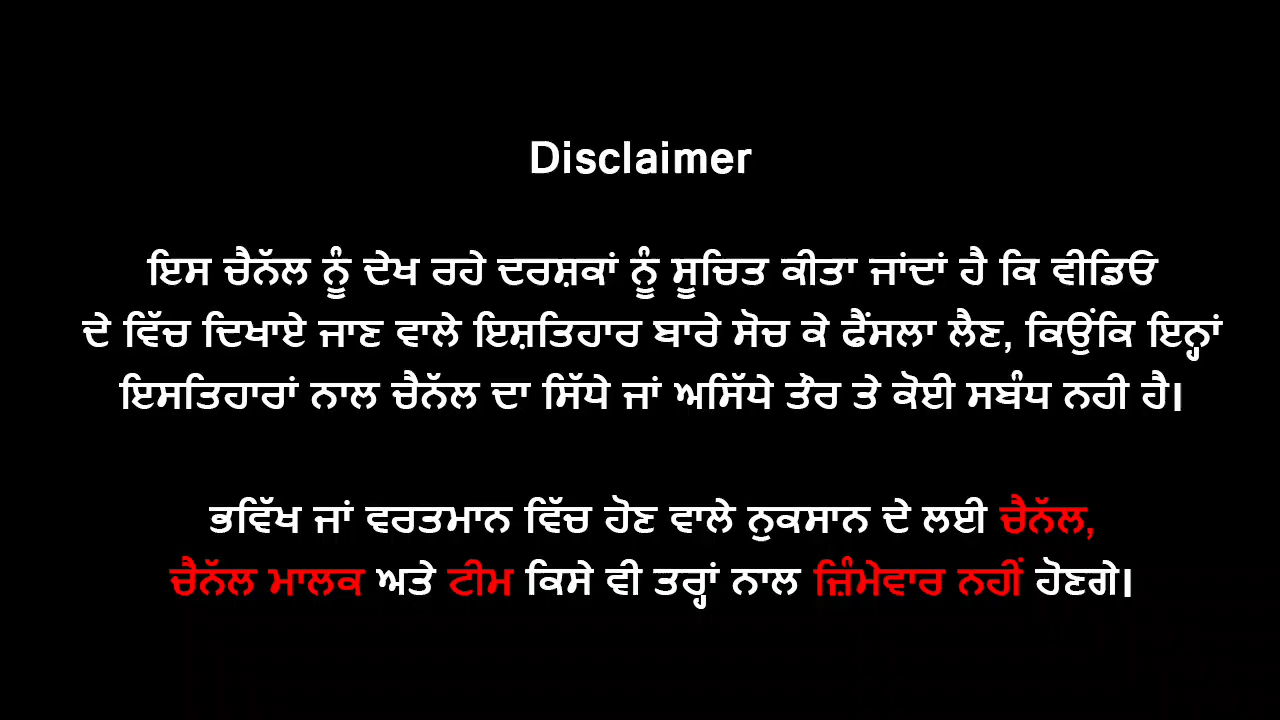 Disclaimer
ਇਸ ਚੈਨੱਲ ਨੂੰ ਦੇਖ ਰਹੇ ਦਰਸ਼ਕਾਂ ਨੂੰ ਸੂਚਿਤ ਕੀਤਾ ਜਾਂਦਾਂ ਹੈ ਕਿ ਵੀਡਿਓ
ਦੇ ਵਿੱਚ ਦਿਖਾਏ ਜਾਣ ਵਾਲੇ ਇਸ਼ਤਿਹਾਰ ਬਾਰੇ ਸੋਚ ਕੇ ਫੈਂਸਲਾ ਲੈਣ, ਕਿਉਂਕਿ ਇਨ੍ਹਾਂ
ਇਸਤਿਹਾਰਾਂ ਨਾਲ ਚੈਨੱਲ ਦਾ ਸਿੱਧੇ ਜਾਂ ਅਸਿੱਧੇ ਤੌਰ ਤੇ ਕੋਈ ਸਬੰਧ ਨਹੀ ਹੈ।
ਭਵਿੱਖ ਜਾਂ ਵਰਤਮਾਨ ਵਿੱਚ ਹੋਣ ਵਾਲੇ ਨੁਕਸਾਨ ਦੇ ਲਈ ਚੈਨੱਲ,
ਚੈਨੱਲ ਮਾਲਕ ਅਤੇ ਟੀਮ ਕਿਸੇ ਵੀ ਤਰ੍ਹਾਂ ਨਾਲ ਜ਼ਿੰਮੇਵਾਰ ਨਹੀਂ ਹੋਣਗੇ।